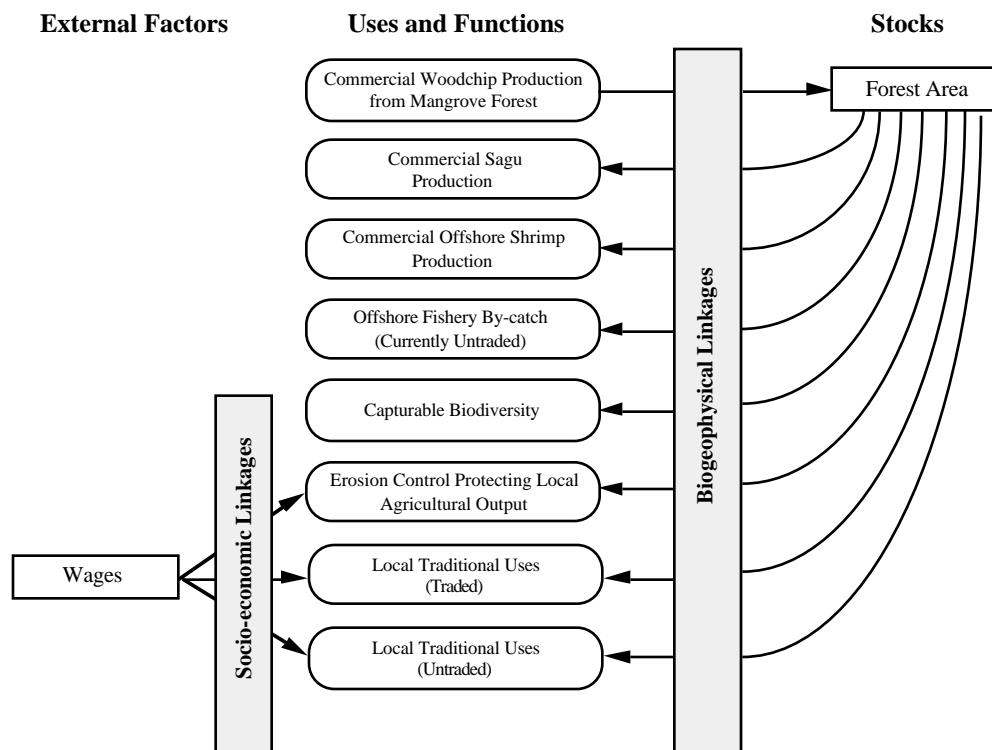 External Factors
Uses and Functions
Stocks
Commercial Woodchip Production
from Mangrove Forest
Forest Area
Commercial Sagu
Production
Commercial Offshore Shrimp
Production
Offshore Fishery By-catch
(Currently Untraded)
Capturable Biodiversity
Erosion Control Protecting Local
Agricultural Output
Wages
Local Traditional Uses
(Traded)
Local Traditional Uses
(Untraded)
Socio-economic Linkages
Biogeophysical Linkages